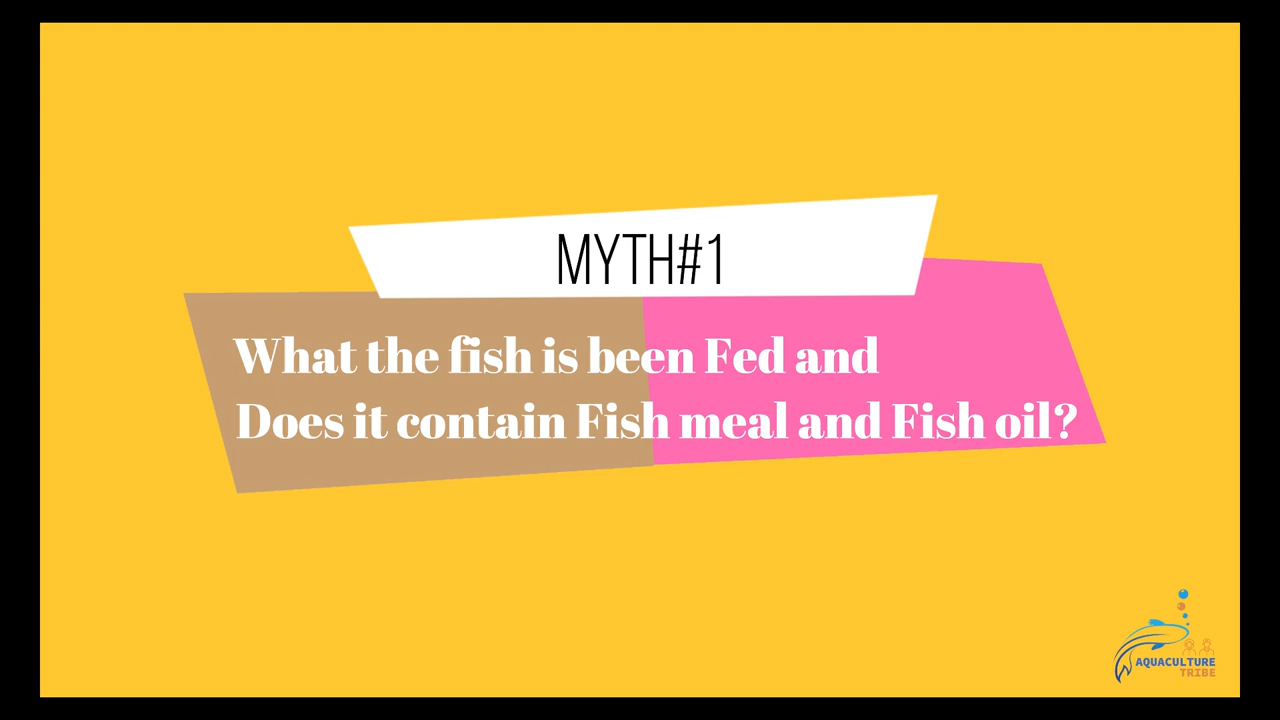 MYTH#1
What the fish is been Fed and
Does it contain Fish meal and Fish oil?
AQUACULTURE
TRIBE